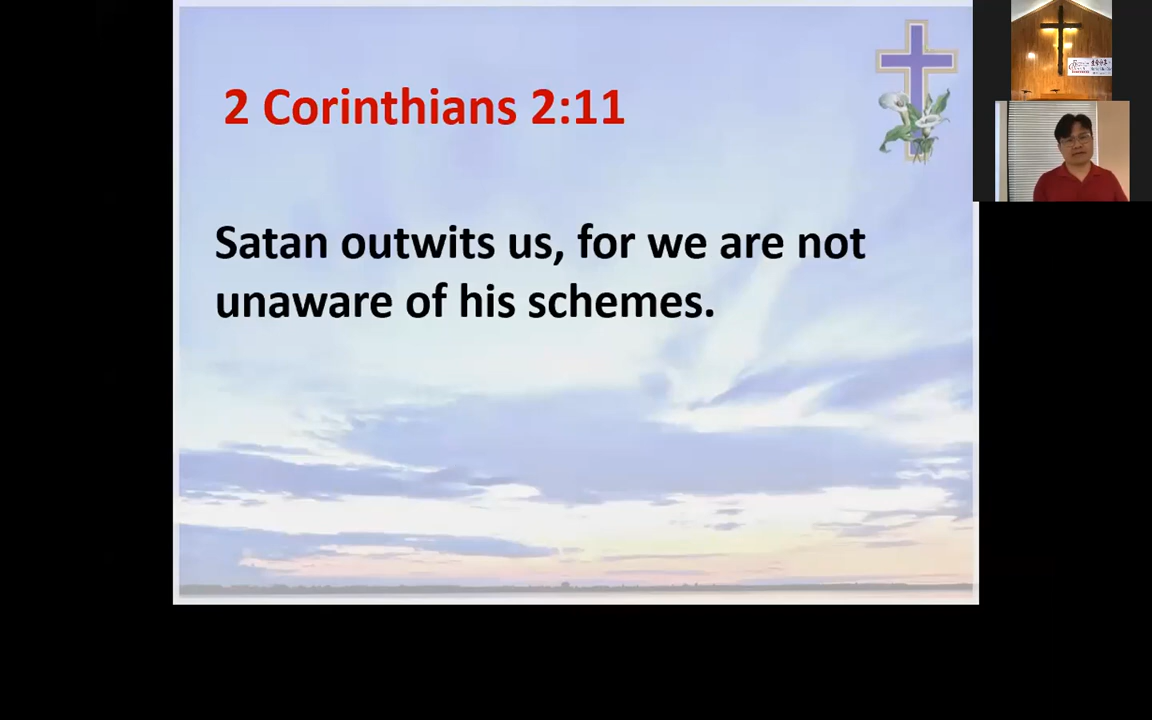 2 Corinthians 2:11
Satan outwits us, for we are not
unaware of his schemes.